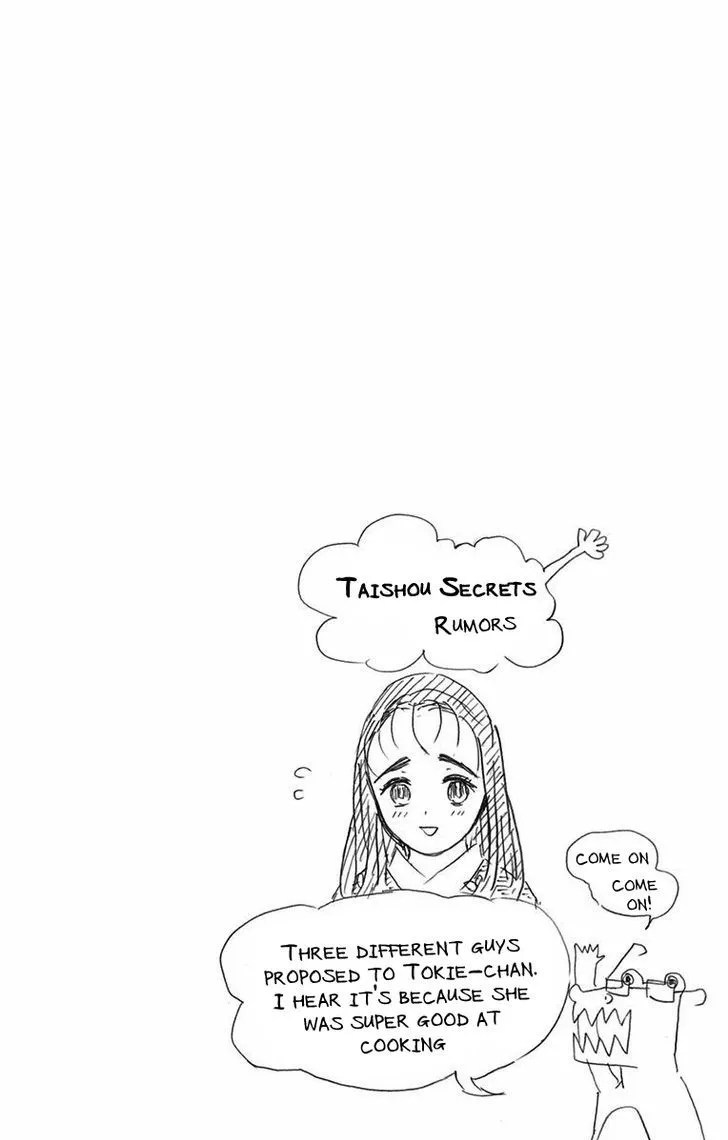 Taishou Secrets
Rumors
COME ON
COME
ON!
Three different guys
proposed to Tokie-chan.
I hear it's because she
was super good at
cooking